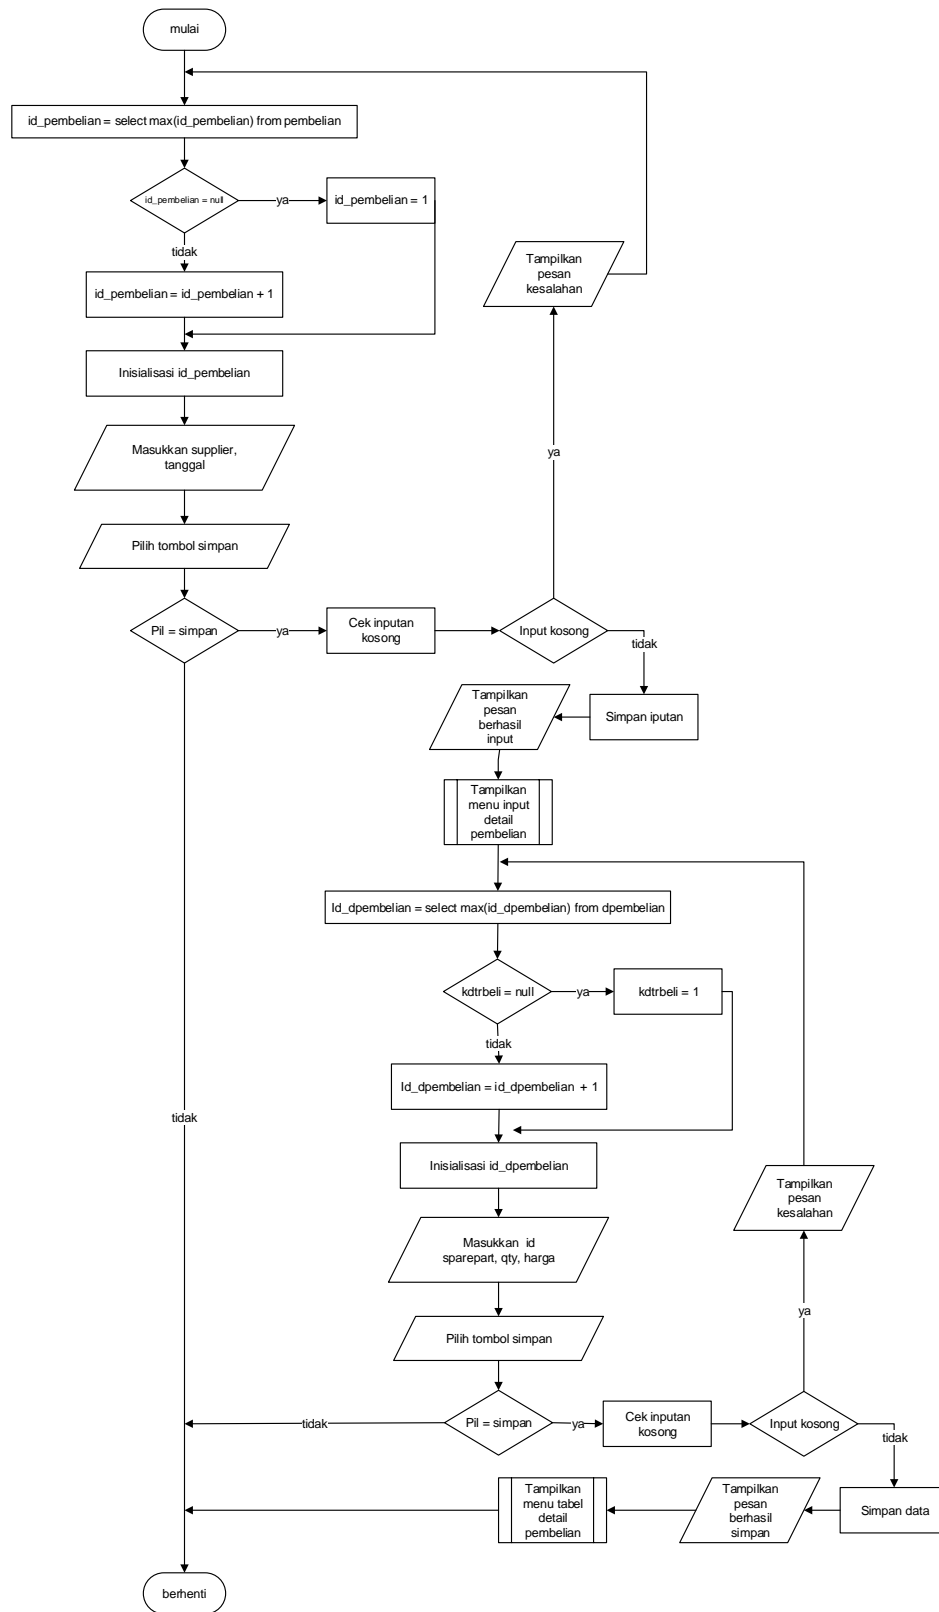 mulai
id_pembelian = select max(id_pembelian) from pembelian
id_pembelian = null
ya
id_pembelian = 1
tidak
id_pembelian = id_pembelian + 1
Tampilkan
pesan
kesalahan
Inisialisasi id_pembelian
Masukkan supplier,
tanggal
ya
Pilih tombol simpan
Pil = simpan
ya
Cek inputan
kosong
Input kosong
tidak
Simpan iputan
Tampilkan
pesan
berhasil
input
Tampilkan
menu input
detail
pembelian
Id_dpembelian = select max(id_dpembelian) from dpembelian
kdtrbeli = null
ya
kdtrbeli = 1
tidak
Id_dpembelian = id_dpembelian + 1
tidak
Inisialisasi id_dpembelian
Tampilkan
pesan
kesalahan
Masukkan id
sparepart, qty, harga
ya
Pilih tombol simpan
tidak
Pil = simpan
ya
Cek inputan
kosong
Input kosong
tidak
Tampilkan
menu tabel
detail
pembelian
Tampilkan
pesan
berhasil
simpan
Simpan data
berhenti